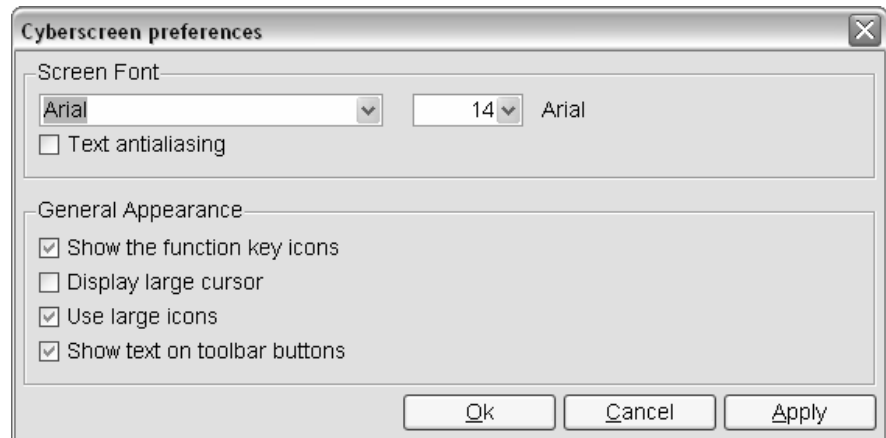 Cyberscreen preferences
Screen Font
Arial 14 Arial
Text antialiasing
General Appearance
Show the function key icons
Display large cursor
Use large icons
Show text on toolbar buttons
Ok Cancel Apply